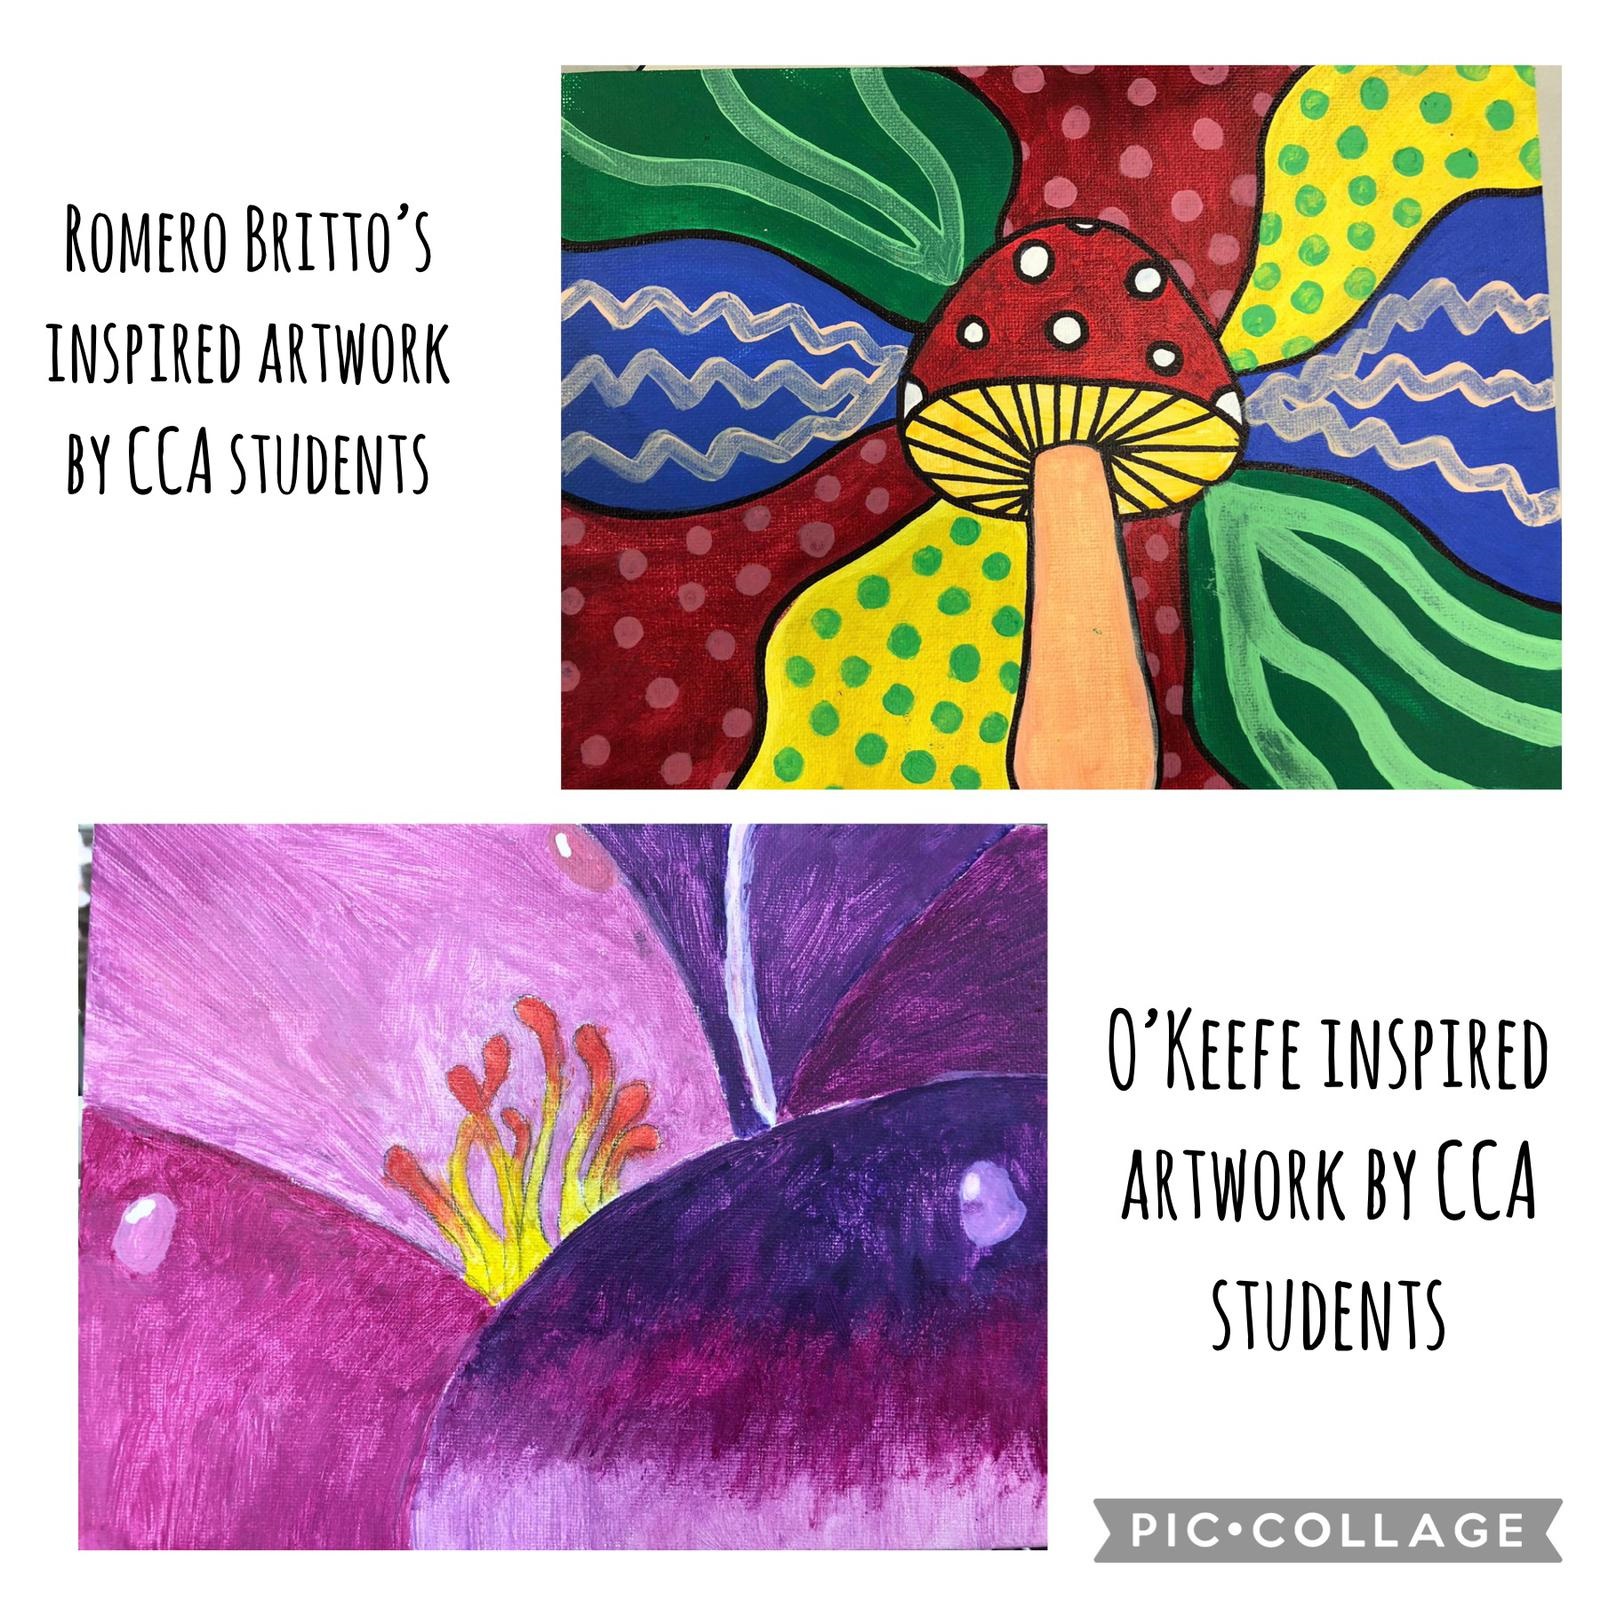 Romero Britto’s
inspired artwork
by CCA students
O’Keefe inspired
artwork by CCA
students
PIC•COLLAGE